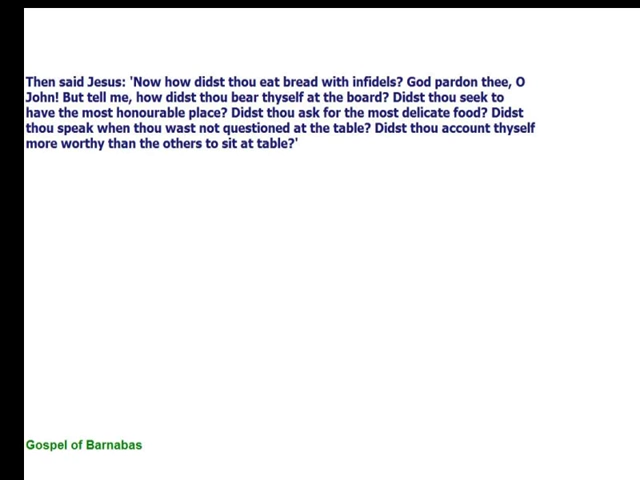 Then said Jesus: 'Now how didst thou eat bread with infidels? God pardon thee, O
John! But tell me, how didst thou bear thyself at the board? Didst thou seek to
have the most honourable place? Didst thou ask for the most delicate food? Didst
thou speak when thou wast not questioned at the table? Didst thou account thyself
more worthy than the others to sit at table?'
Gospel of Barnabas